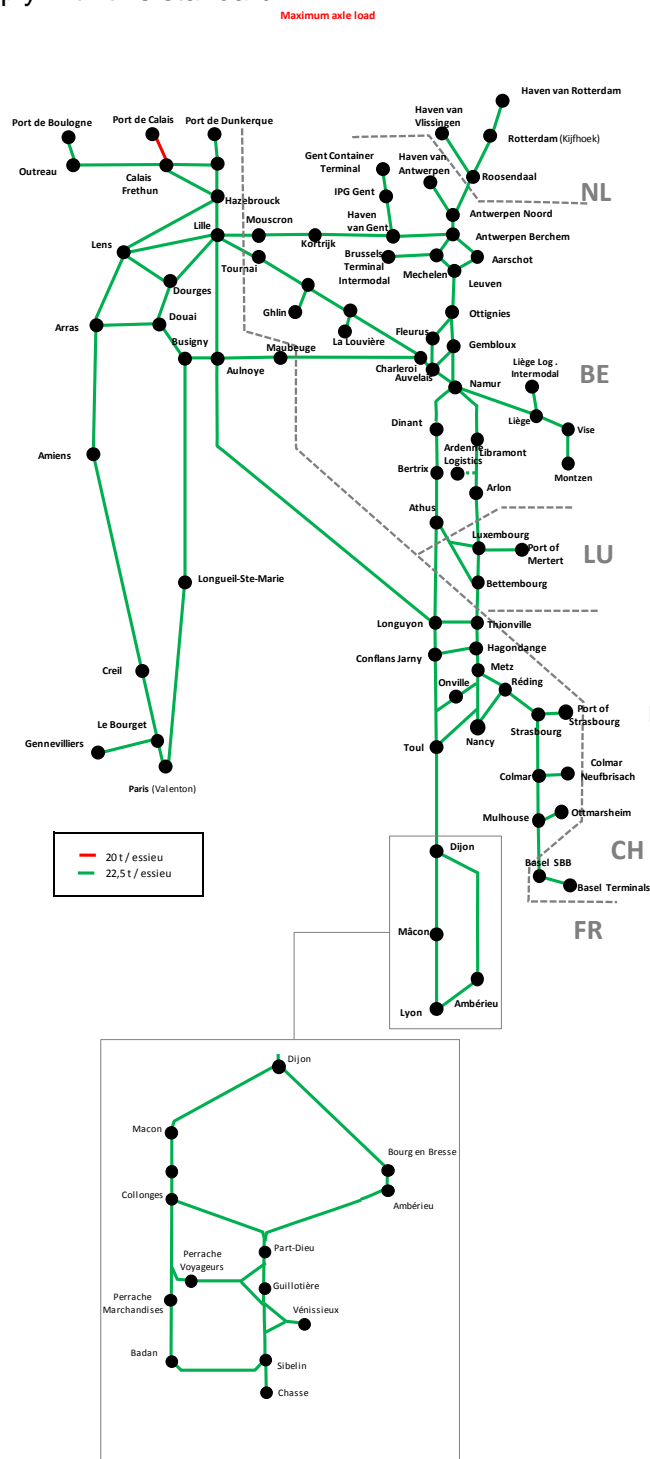 Maximum axle load
Haven van Rotterdam
Port de Boulogne
Port de Calais
Port de Dunkerque
Haven van
Vlissingen
Rotterdam (Kijfhoek)
Outreau
Calais
Frethun
Gent Container
Terminal
Haven van
Antwerpen
Roosendaal
NL
IPG Gent
Hazebrouck
Lille
Mouscron
Kortrijk
Haven
van Gent
Antwerpen Noord
Antwerpen Berchem
Lens
Tournai
Brussels
Terminal
Intermodal
Mechelen
Aarschot
Leuven
Dourges
Ghlin
La Louvière
Ottignies
Arras
Douai
Busigny
Maubeuge
Aulnoye
Fleurus
Gembloux
Charleroi
Auvelais
Namur
Liège Log .
Intermodal
BE
Dinant
Liège
Vise
Ardenne
Logistics
Libramont
Montzen
Amiens
Bertrix
Arlon
Athus
Luxembourg
Port of
Mertert
LU
Longueil-Ste-Marie
Bettembourg
Longuyon
Thionville
Conflans Jarny
Hagondange
Metz
Creil
Onville
Réding
Port of
Strasbourg
Strasbourg
Le Bourget
Gennevilliers
Toul
Nancy
Colmar
Colmar
Neufbrisach
Paris (Valenton)
Mulhouse
Ottmarsheim
20 t / essieu
22,5 t / essieu
Dijon
CH
Basel SBB
Basel Terminals
FR
Mâcon
Lyon
Ambérieu
Dijon
Macon
Bourg en Bresse
Collonges
Ambérieu
Part-Dieu
Perrache
Voyageurs
Guillotière
Perrache
Marchandises
Vénissieux
Badan
Sibelin
Chasse